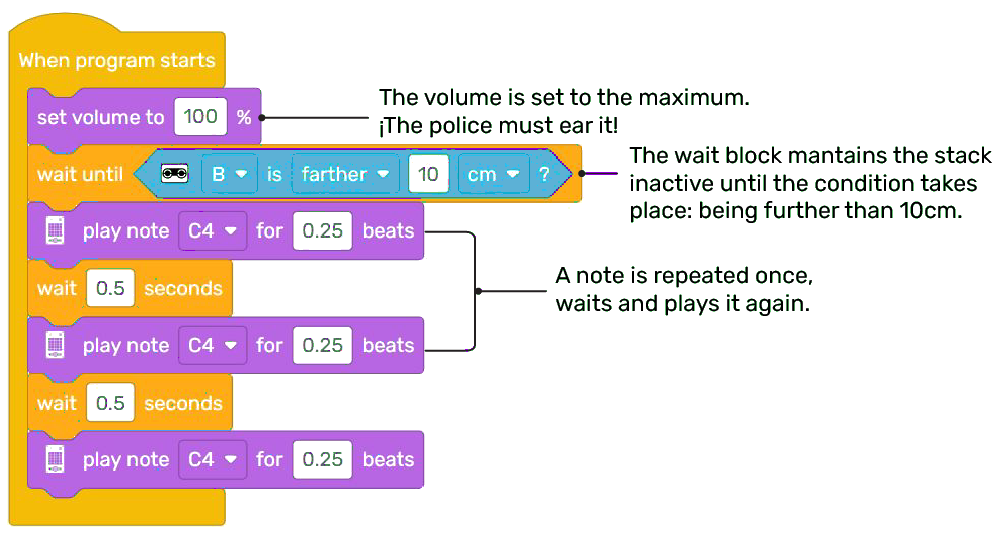 When program starts
set volume to 100 %
The volume is set to the maximum.
¡The police must ear it!
wait until B is farther 10 cm ?
The wait block mantains the stack
inactive until the condition takes
place: being further than 10cm.
play note C4 for 0.25 beats
wait 0.5 seconds
A note is repeated once,
waits and plays it again.
play note C4 for 0.25 beats
wait 0.5 seconds
play note C4 for 0.25 beats